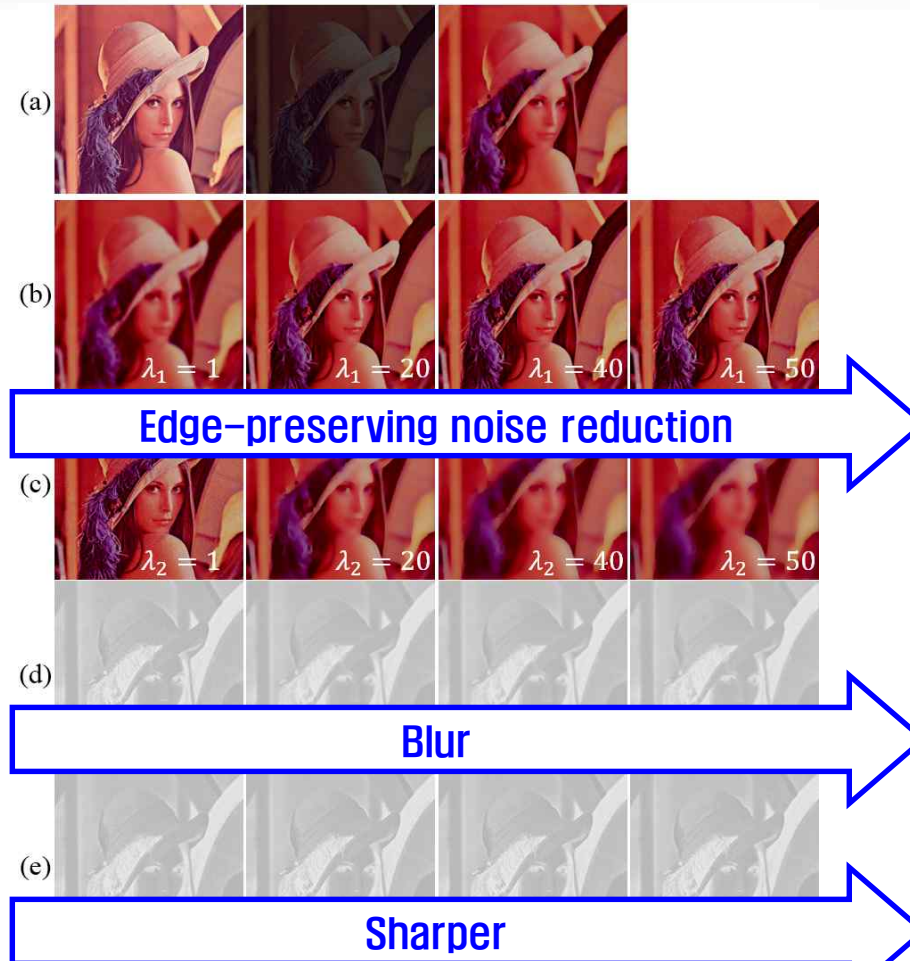 (a)
(b)
λ₁ = 1
λ₁ = 20
λ₁ = 40
λ₁ = 50
Edge-preserving noise reduction
(c)
λ₂ = 1
λ₂ = 20
λ₂ = 40
λ₂ = 50
(d)
Blur
(e)
Sharper